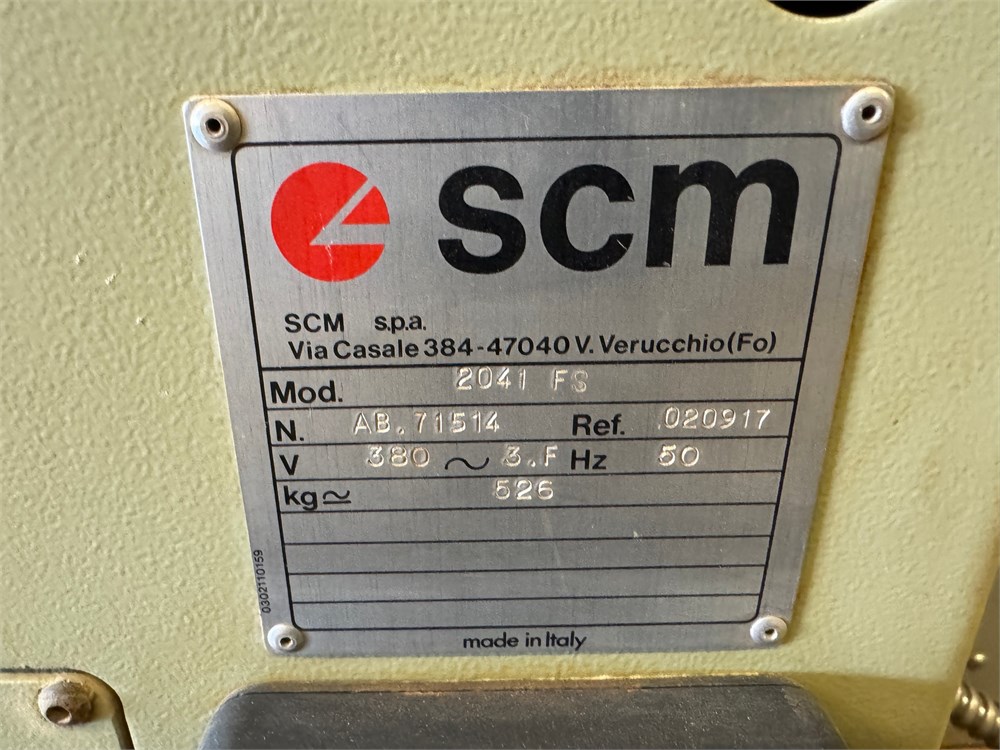 scm
SCM s.p.a.
Via Casale 384-47040 V. Verucchio (Fo)
Mod. 2041 FS
N. AB.71514 Ref. .020917
V 380 ~ 3.F Hz 50
kg≃ 526
0302110159
made in Italy